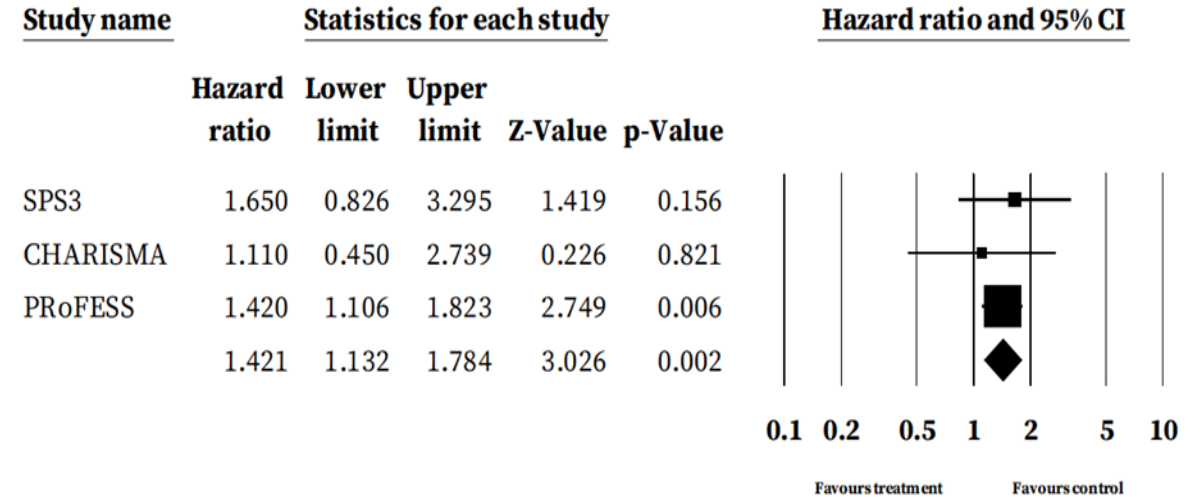 Study name Statistics for each study Hazard ratio and 95% CI
Hazard Lower Upper
ratio limit limit Z-Value p-Value
SPS3 1.650 0.826 3.295 1.419 0.156
CHARISMA 1.110 0.450 2.739 0.226 0.821
PRoFESS 1.420 1.106 1.823 2.749 0.006
1.421 1.132 1.784 3.026 0.002
0.1 0.2 0.5 1 2 5 10
Favours treatment Favours control